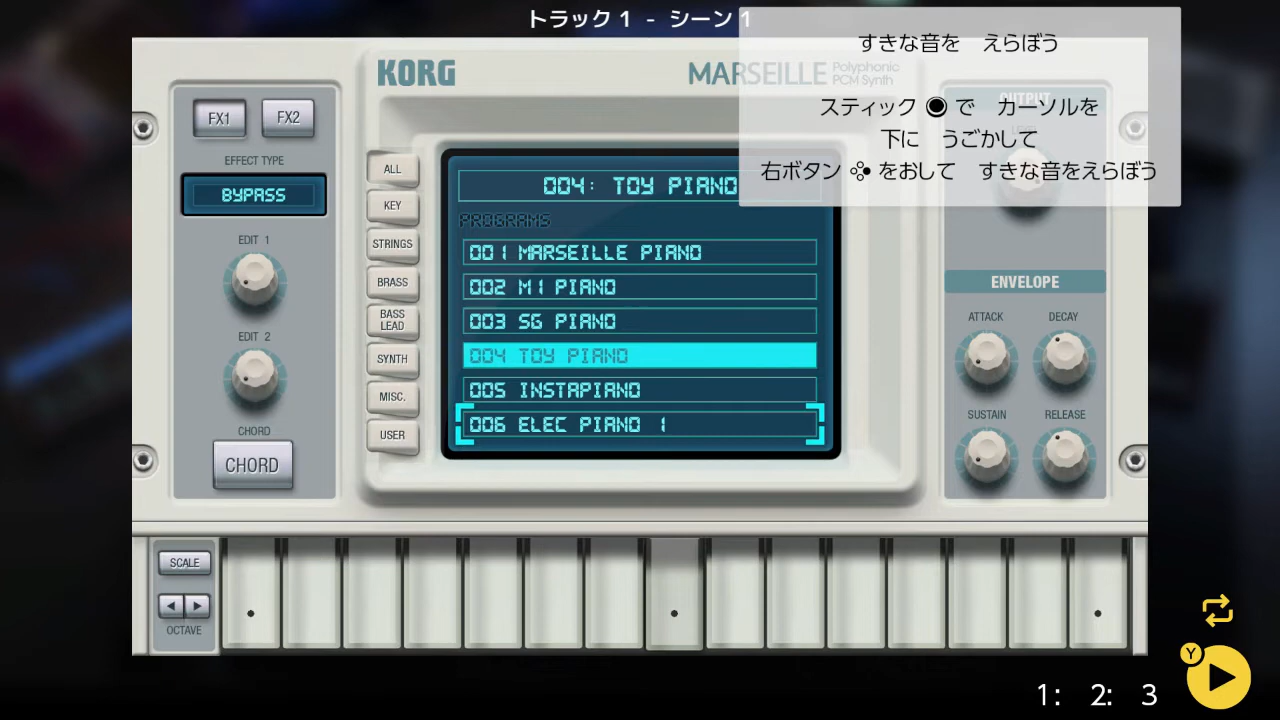 トラック 1 - シーン 1
すきな音を えらぼう
スティック で カーソルを
下に うごかして
右ボタン をおして すきな音をえらぼう
KORG
MARSEILLE Polyphonic PCM Synth
OUTPUT
FX1 FX2
EFFECT TYPE
BYPASS
EDIT 1
EDIT 2
CHORD
CHORD
ALL
KEY
STRINGS
BRASS
BASS
LEAD
SYNTH
MISC.
USER
004: TOY PIANO
PROGRAMS
001 MARSEILLE PIANO
002 M1 PIANO
003 SG PIANO
004 TOY PIANO
005 INSTAPIANO
006 ELEC PIANO 1
ENVELOPE
ATTACK DECAY
SUSTAIN RELEASE
SCALE
OCTAVE
Y
1: 2: 3